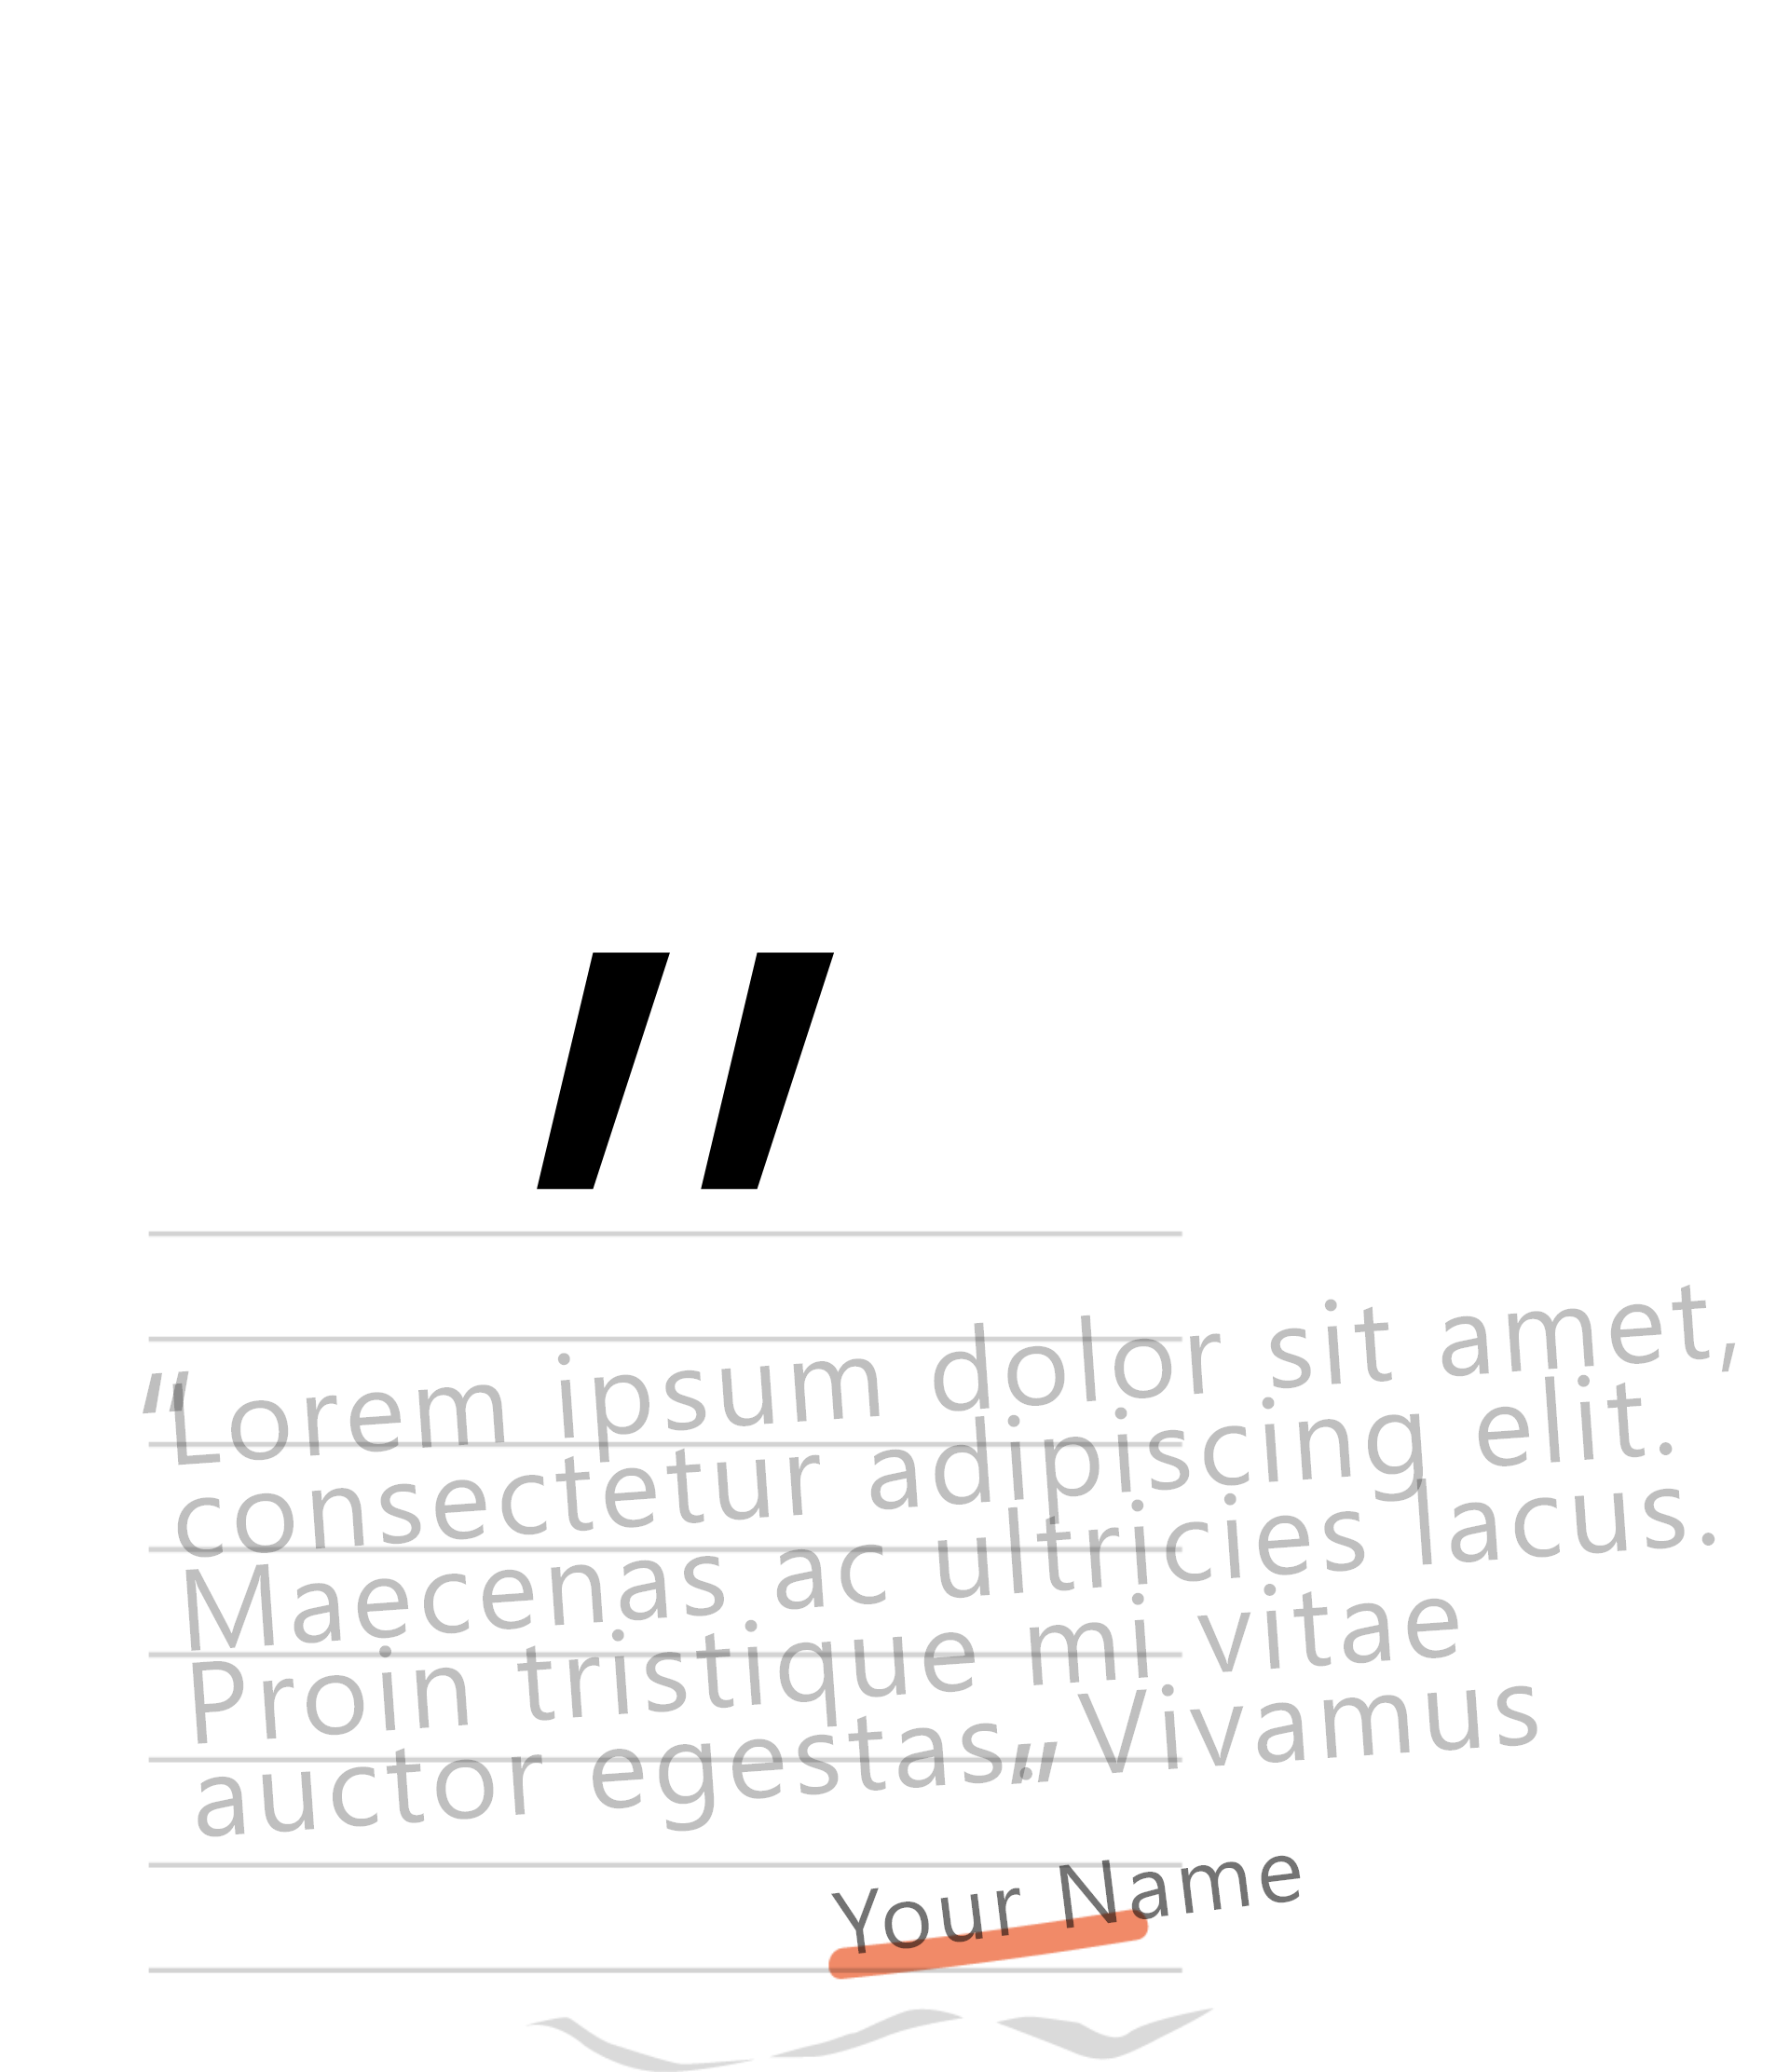 "
"Lorem ipsum dolor sit amet,
consectetur adipiscing elit.
Maecenas ac ultricies lacus.
Proin tristique mi vitae
auctor egestas." Vivamus
Your Name